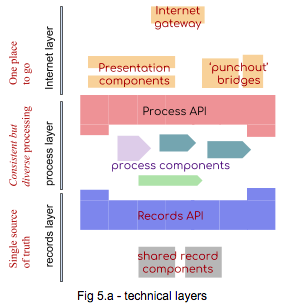 Internet
gateway
One place
to go
Internet layer
Presentation
components
'punchout'
bridges
Consistent but
diverse processing
process layer
Process API
process components
Single source
of truth
records layer
Records API
shared record
components
Fig 5.a - technical layers